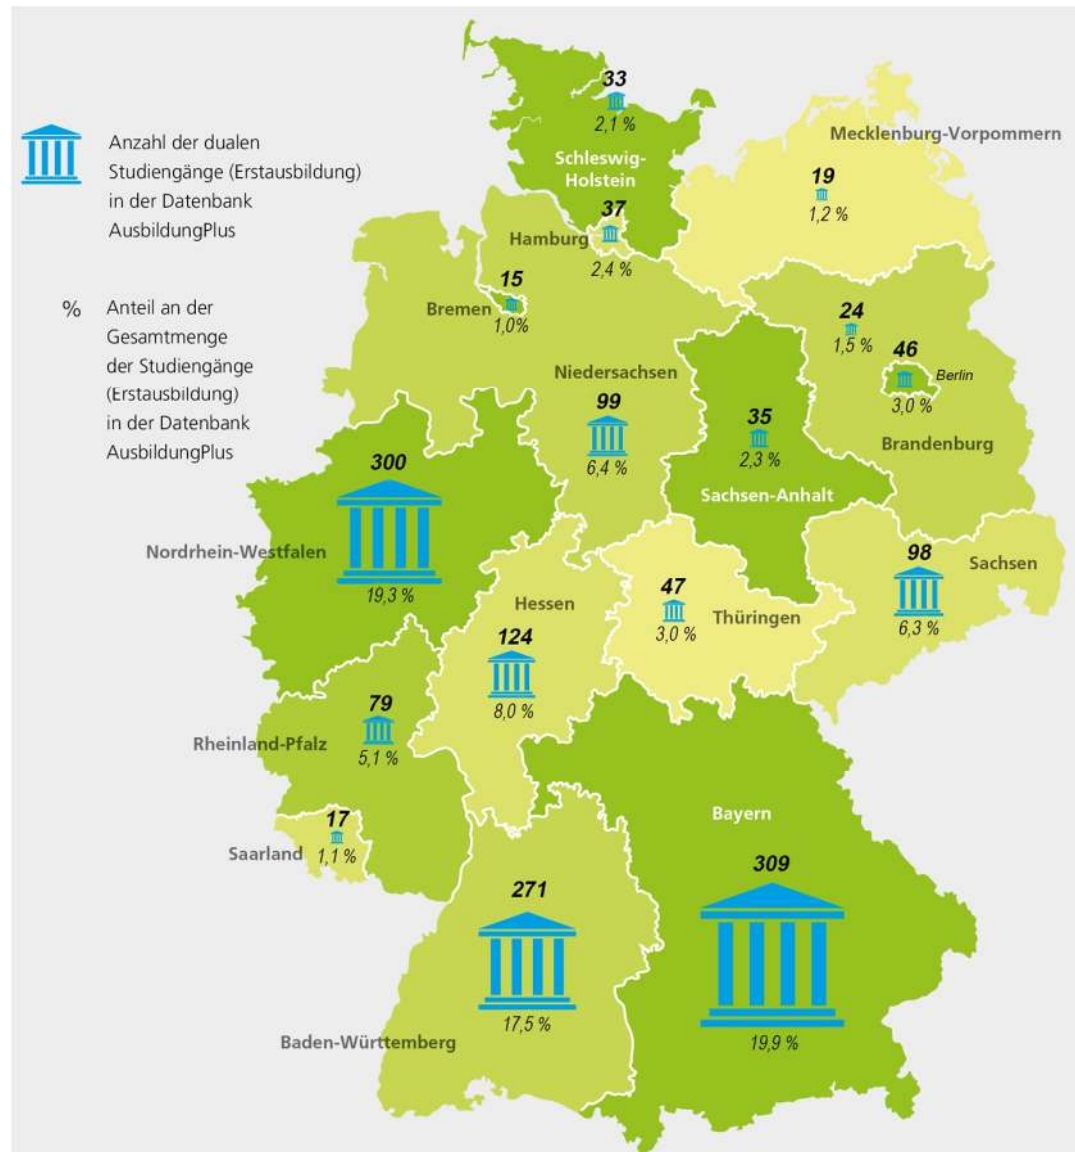 Anzahl der dualen
Studiengänge (Erstausbildung)
in der Datenbank
AusbildungPlus
% Anteil an der
Gesamtmenge
der Studiengänge
(Erstausbildung)
in der Datenbank
AusbildungPlus
33
2,1 %
Schleswig-
Holstein
Mecklenburg-Vorpommern
19
1,2 %
37
Hamburg
2,4 %
15
Bremen
1,0%
24
1,5 %
46
Berlin
3,0 %
Brandenburg
Niedersachsen
99
6,4 %
35
2,3 %
Sachsen-Anhalt
300
Nordrhein-Westfalen
19,3 %
98
Sachsen
6,3 %
Hessen
124
8,0 %
47
Thüringen
3,0 %
79
Rheinland-Pfalz
5,1 %
17
Saarland
1,1 %
Bayern
309
19,9 %
271
17,5 %
Baden-Württemberg